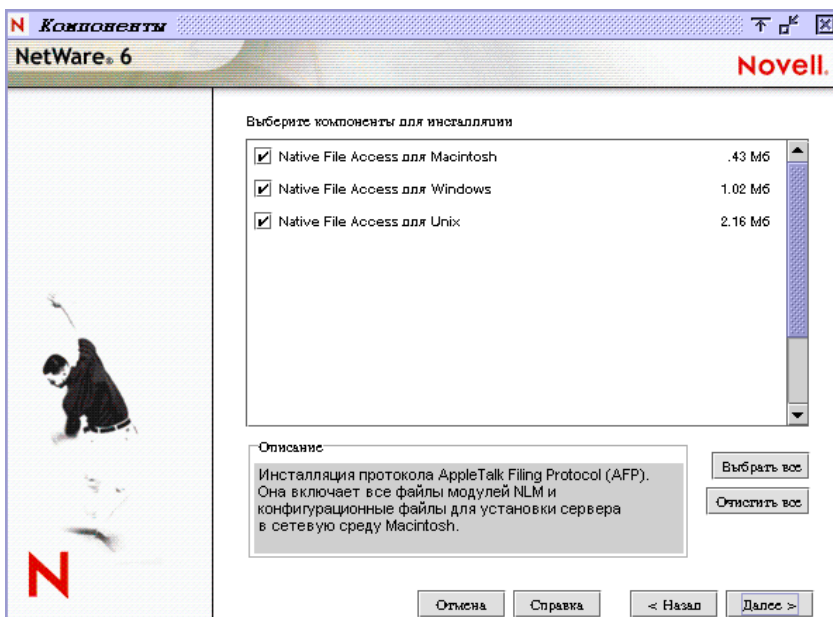 N Компоненты
NetWare® 6
Novell.
Выберите компоненты для инсталляции
Native File Access для Macintosh .43 Мб
Native File Access для Windows 1.02 Мб
Native File Access для Unix 2.16 Мб
Описание
Инсталляция протокола AppleTalk Filing Protocol (AFP).
Она включает все файлы модулей NLM и
конфигурационные файлы для установки сервера
в сетевую среду Macintosh.
Выбрать все
Очистить все
N
Отмена Справка < Назад Далее >